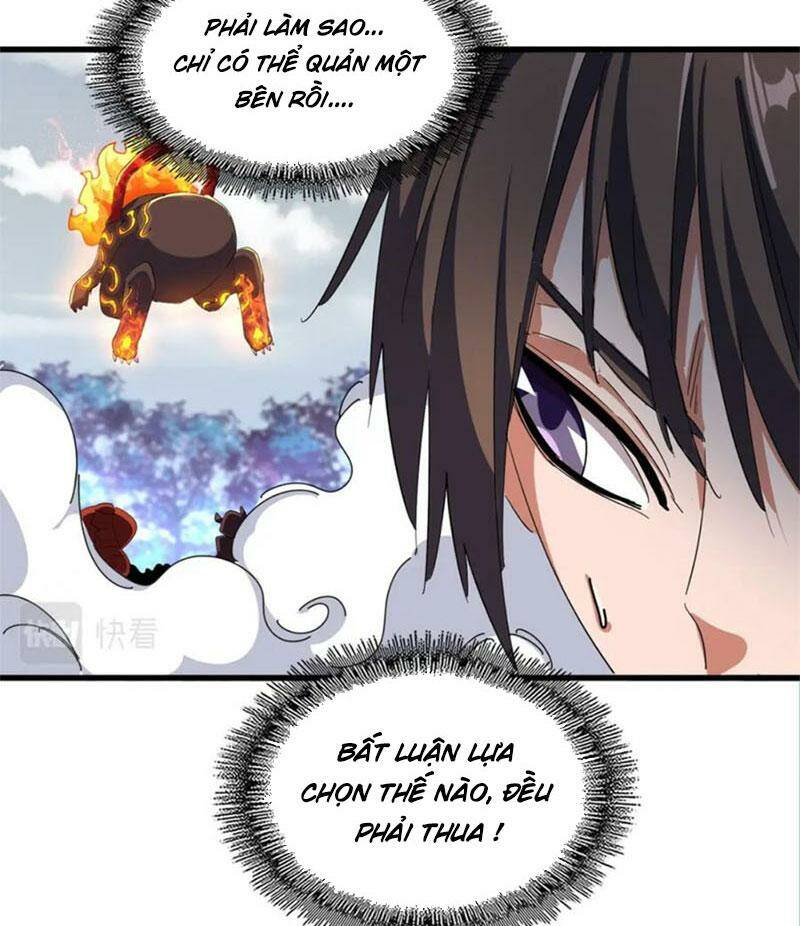 PHẢI LÀM SAO...
CHỈ CÓ THỂ QUẢN MỘT
BÊN RỒI....
快看
BẤT LUẬN LỰA
CHỌN THẾ NÀO, ĐỀU
PHẢI THUA !